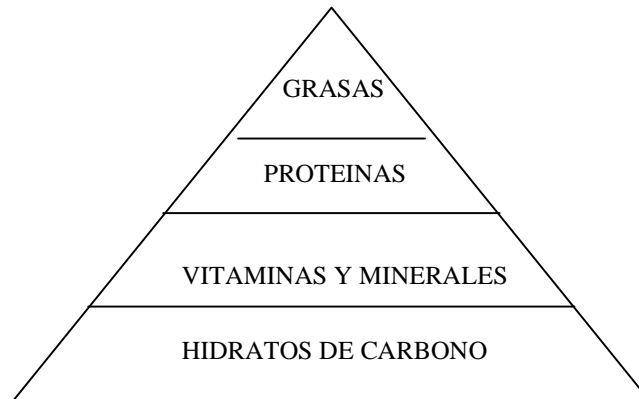 GRASAS
PROTEINAS
VITAMINAS Y MINERALES
HIDRATOS DE CARBONO